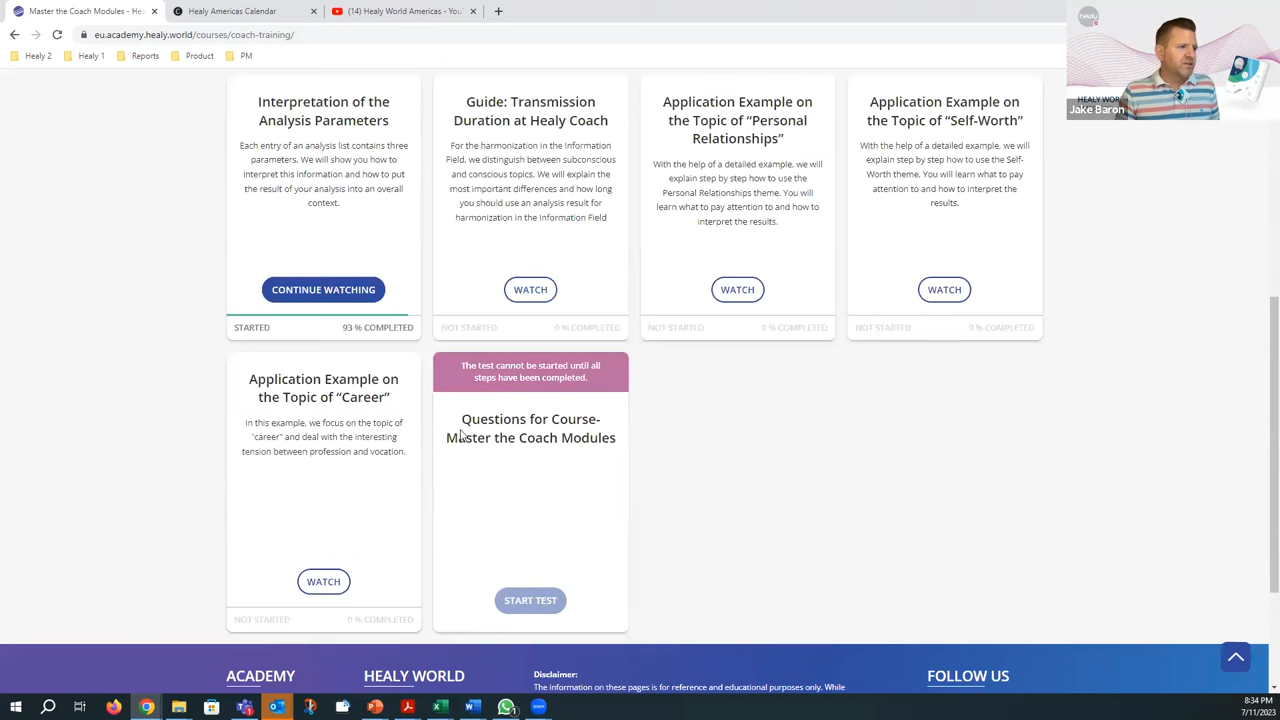 Master the Coach Modules - Hea
Healy Americas Calendar
(14) Healy World Americas - YouT
eu.academy.healy.world/courses/coach-training/
Healy 2
Healy 1
Reports
Product
PM
healy
HEALY WOR
Jake Baron
Interpretation of the
Analysis Parameters
Each entry of an analysis list contains three
parameters. We will show you how to
interpret this information and how to put
the result of your analysis into an overall
context.
CONTINUE WATCHING
STARTED
93 % COMPLETED
Guide: Transmission
Duration at Healy Coach
For the harmonization in the Information
Field, we distinguish between subconscious
and conscious topics. We will explain the
most important differences and how long
you should use an analysis result for
harmonization in the Information Field
WATCH
NOT STARTED
0 % COMPLETED
Application Example on
the Topic of “Personal
Relationships”
With the help of a detailed example, we will
explain step by step how to use the
Personal Relationships theme. You will
learn what to pay attention to and how to
interpret the results.
WATCH
NOT STARTED
0 % COMPLETED
Application Example on
the Topic of “Self-Worth”
With the help of a detailed example, we will
explain step by step how to use the Self-
Worth theme. You will learn what to pay
attention to and how to interpret the
results.
WATCH
NOT STARTED
0 % COMPLETED
Application Example on
the Topic of “Career”
In this example, we focus on the topic of
"career" and deal with the interesting
tension between profession and vocation.
WATCH
NOT STARTED
0 % COMPLETED
The test cannot be started until all
steps have been completed.
Questions for Course-
Master the Coach Modules
START TEST
ACADEMY
HEALY WORLD
Disclaimer:
The information on these pages is for reference and educational purposes only. While
FOLLOW US
8:34 PM
7/11/2023